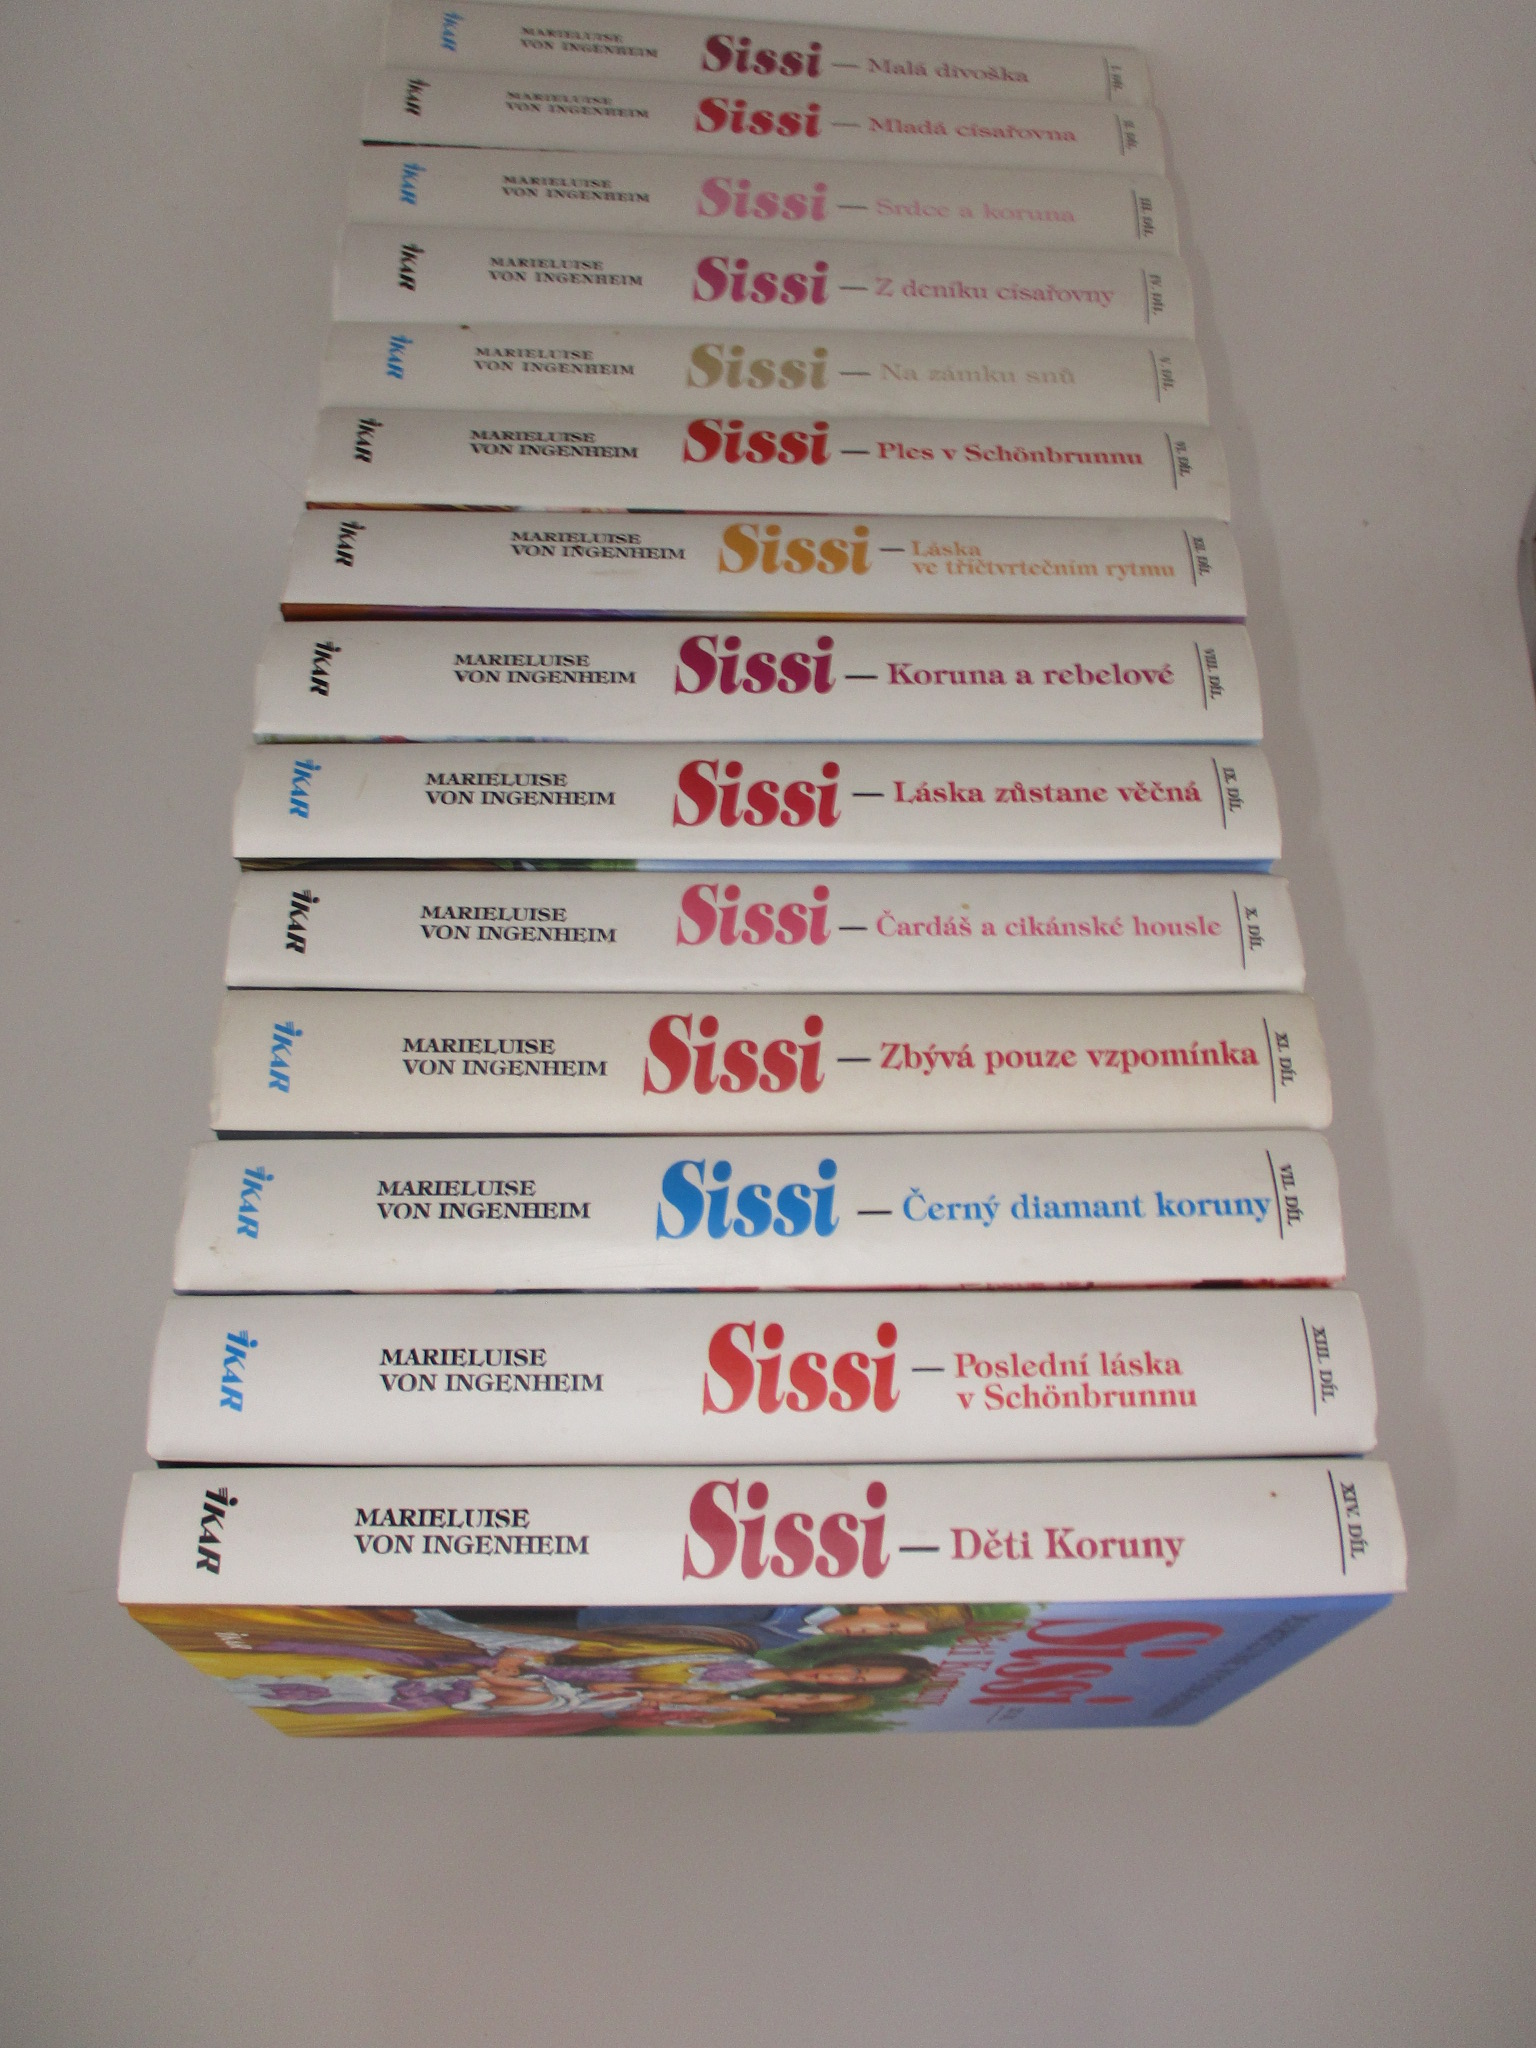 IKAR
MARIELUISE
VON INGENHEIM
Sissi — Malá divoška
I. DÍL
IKAR
MARIELUISE
VON INGENHEIM
Sissi — Mladá císařovna
II. DÍL
IKAR
MARIELUISE
VON INGENHEIM
Sissi — Srdce a koruna
III. DÍL
IKAR
MARIELUISE
VON INGENHEIM
Sissi — Z deníku císařovny
IV. DÍL
IKAR
MARIELUISE
VON INGENHEIM
Sissi — Na zámku snů
V. DÍL
IKAR
MARIELUISE
VON INGENHEIM
Sissi — Ples v Schönbrunnu
VI. DÍL
IKAR
MARIELUISE
VON INGENHEIM
Sissi — Láska
ve tříčtvrtečním rytmu
XII. DÍL
IKAR
MARIELUISE
VON INGENHEIM
Sissi — Koruna a rebelové
VIII. DÍL
IKAR
MARIELUISE
VON INGENHEIM
Sissi — Láska zůstane věčná
IX. DÍL
IKAR
MARIELUISE
VON INGENHEIM
Sissi — Čardáš a cikánské housle
X. DÍL
IKAR
MARIELUISE
VON INGENHEIM
Sissi — Zbývá pouze vzpomínka
XI. DÍL
IKAR
MARIELUISE
VON INGENHEIM
Sissi — Černý diamant koruny
VII. DÍL
IKAR
MARIELUISE
VON INGENHEIM
Sissi — Poslední láska
v Schönbrunnu
XIII. DÍL
IKAR
MARIELUISE
VON INGENHEIM
Sissi — Děti Koruny
XIV. DÍL
Sissi
Děti Koruny
ikar